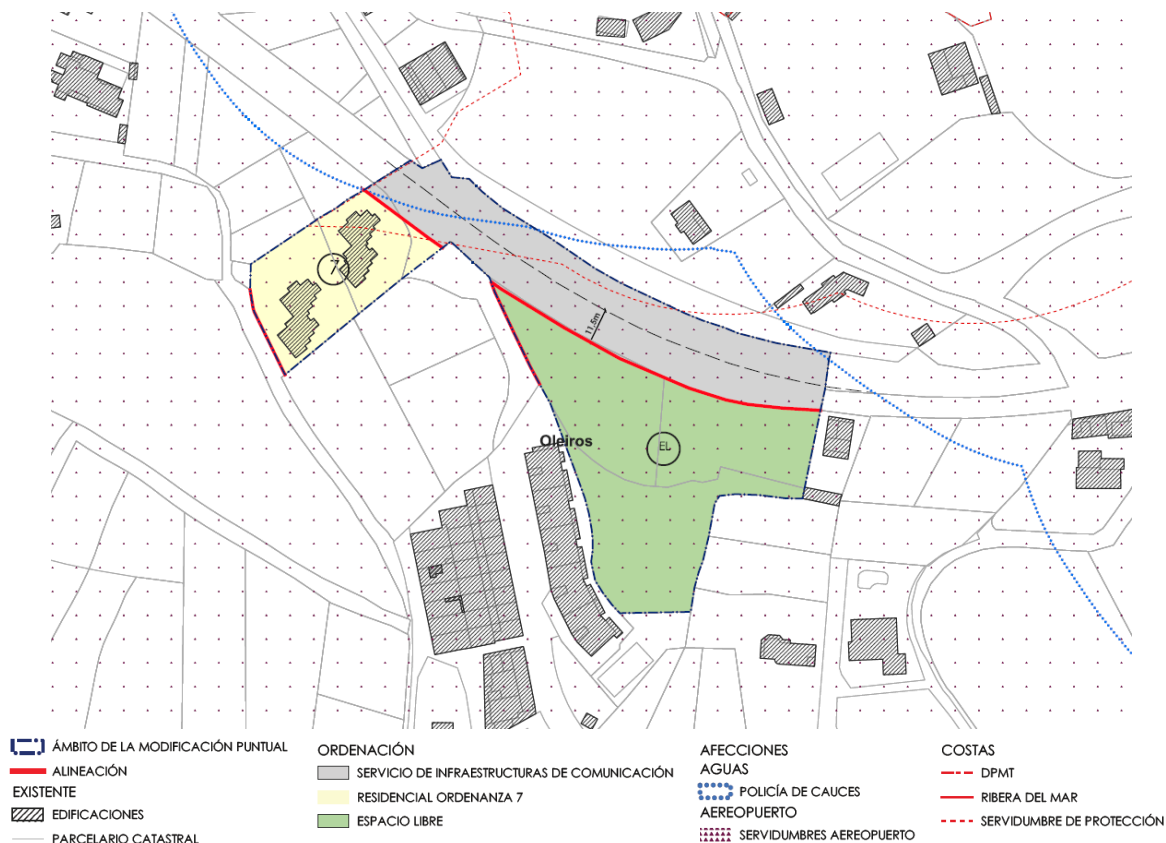 7
11.5m
Oleiros
EL
ÁMBITO DE LA MODIFICACIÓN PUNTUAL
ALINEACIÓN
EXISTENTE
EDIFICACIONES
PARCELARIO CATASTRAL
ORDENACIÓN
SERVICIO DE INFRAESTRUCTURAS DE COMUNICACIÓN
RESIDENCIAL ORDENANZA 7
ESPACIO LIBRE
AFECCIONES
AGUAS
POLICÍA DE CAUCES
AEREOPUERTO
SERVIDUMBRES AEREOPUERTO
COSTAS
DPMT
RIBERA DEL MAR
SERVIDUMBRE DE PROTECCIÓN